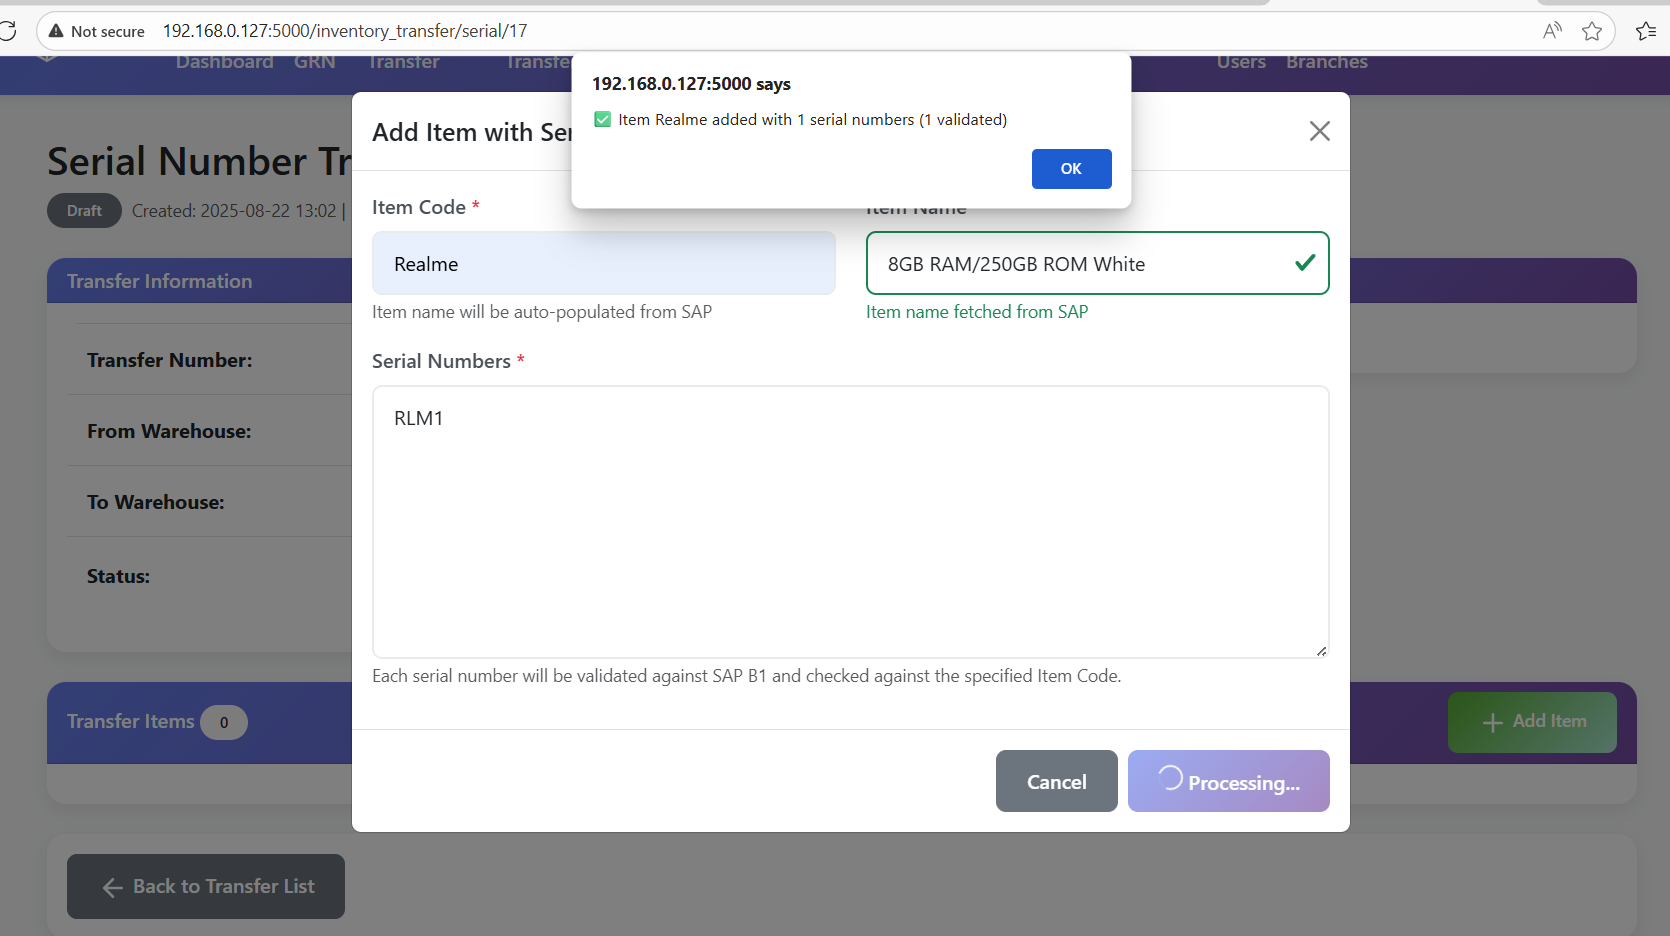 Not secure 192.168.0.127:5000/inventory_transfer/serial/17
Dashboard GRN Transfer Users Branches
192.168.0.127:5000 says
✅ Item Realme added with 1 serial numbers (1 validated)
OK
Add Item with
Serial Number
Draft Created: 2025-08-22 13:02 |
Item Code *
Item Name
Realme
8GB RAM/250GB ROM White
Item name will be auto-populated from SAP
Item name fetched from SAP
Transfer Information
Transfer Number:
From Warehouse:
To Warehouse:
Status:
Serial Numbers *
RLM1
Each serial number will be validated against SAP B1 and checked against the specified Item Code.
Transfer Items 0
Add Item
Cancel
Processing...
Back to Transfer List